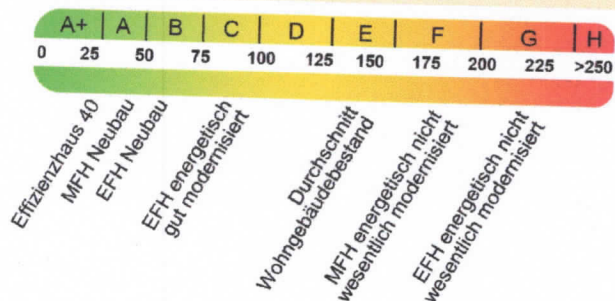 A+ A B C D E F G H
0 25 50 75 100 125 150 175 200 225 >250
Effizienzhaus 40
MFH Neubau
EFH Neubau
EFH energetisch
gut modernisiert
Durchschnitt
Wohngebäudebestand
MFH energetisch nicht
wesentlich modernisiert
EFH energetisch nicht
wesentlich modernisiert